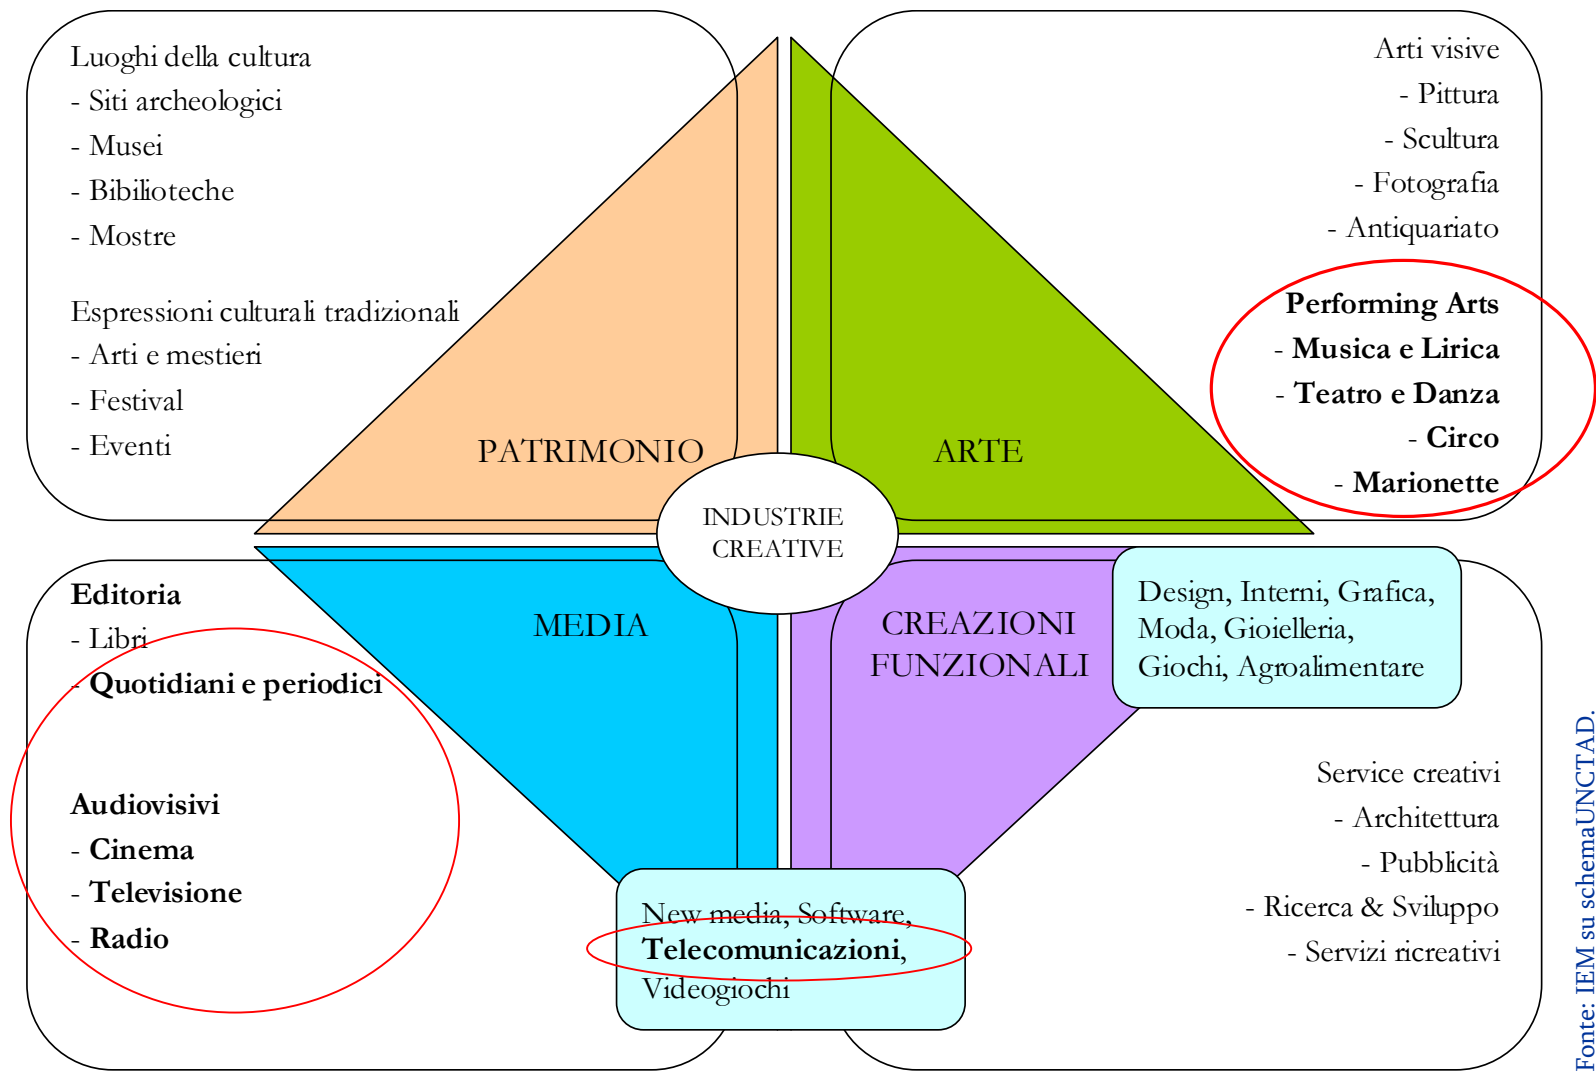 Luoghi della cultura
- Siti archeologici
- Musei
- Bibilioteche
- Mostre
Espressioni culturali tradizionali
- Arti e mestieri
- Festival
- Eventi
PATRIMONIO
Arti visive
- Pittura
- Scultura
- Fotografia
- Antiquariato
Performing Arts
- Musica e Lirica
- Teatro e Danza
- Circo
- Marionette
ARTE
INDUSTRIE
CREATIVE
Editoria
- Libri
- Quotidiani e periodici
Audiovisivi
- Cinema
- Televisione
- Radio
MEDIA
CREAZIONI
FUNZIONALI
Design, Interni, Grafica,
Moda, Gioielleria,
Giochi, Agroalimentare
New media, Software,
Telecomunicazioni,
Videogiochi
Service creativi
- Architettura
- Pubblicità
- Ricerca & Sviluppo
- Servizi ricreativi
Fonte: IEM su schemaUNCTAD.